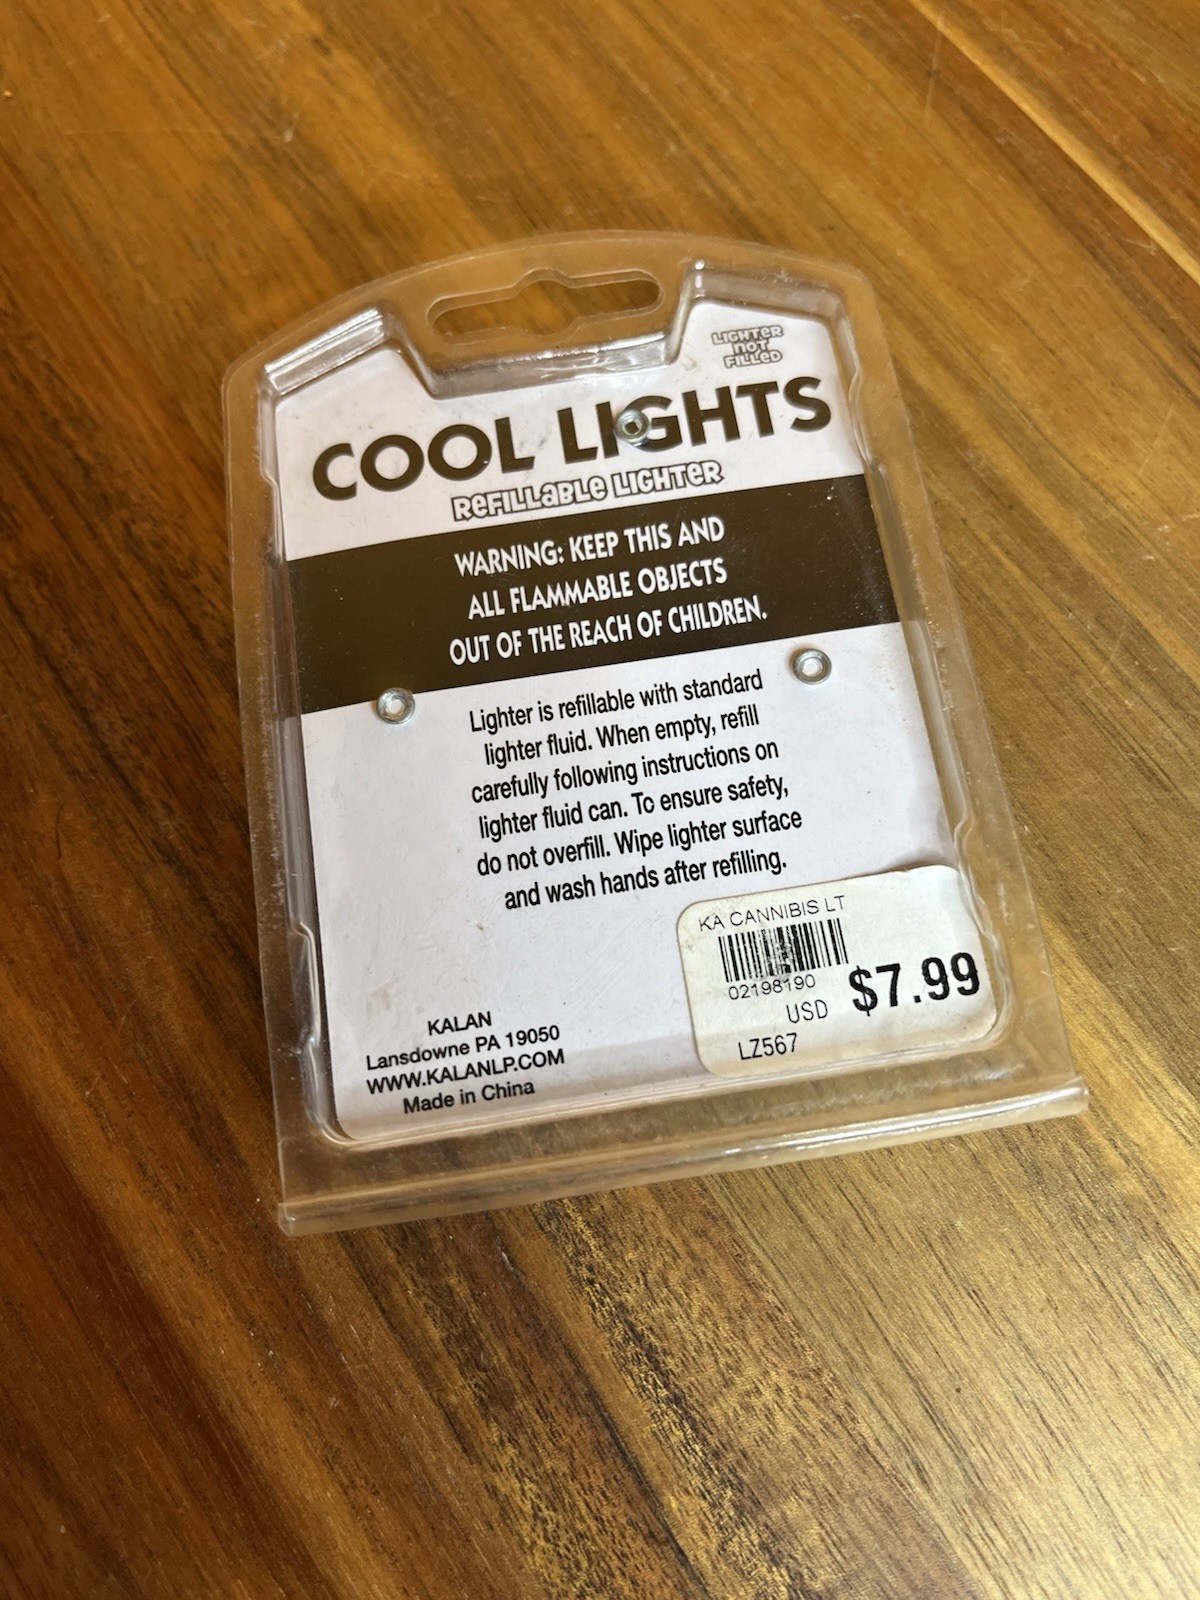 LIGHTER
NOT
FILLED
COOL LIGHTS
REFILLABLE LIGHTER
WARNING: KEEP THIS AND
ALL FLAMMABLE OBJECTS
OUT OF THE REACH OF CHILDREN.
Lighter is refillable with standard
lighter fluid. When empty, refill
carefully following instructions on
lighter fluid can. To ensure safety,
do not overfill. Wipe lighter surface
and wash hands after refilling.
KA CANNIBIS LT
02198190
USD
$7.99
LZ567
KALAN
Lansdowne PA 19050
WWW.KALANLP.COM
Made in China